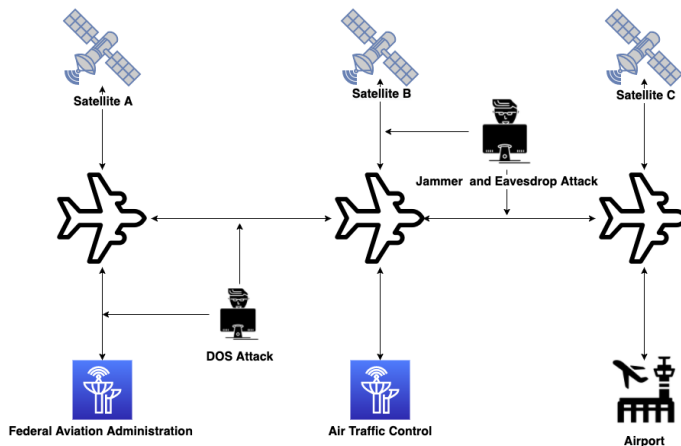 Satellite A
Satellite B
Satellite C
Jammer and Eavesdrop Attack
DOS Attack
Federal Aviation Administration
Air Traffic Control
Airport